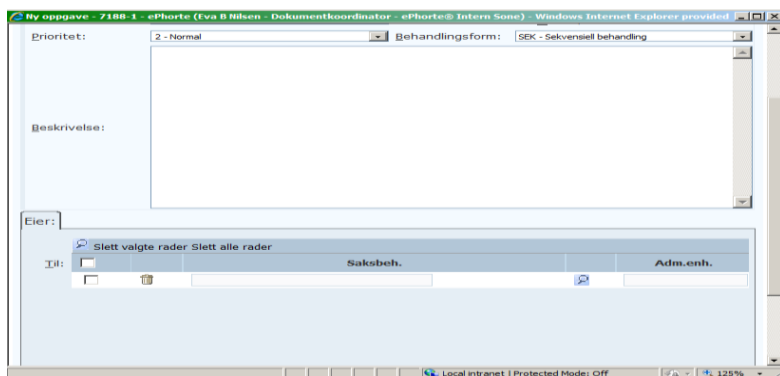 Ny oppgave - 7188-1 - ePhorte (Eva B Nilsen - Dokumentkoordinator - ePhorte® Intern Sone) - Windows Internet Explorer provided
Prioritet: 2 - Normal Behandlingsform: SEK - Sekvensiell behandling
Beskrivelse:
Eier:
Slett valgte rader Slett alle rader
Til: Saksbeh. Adm.enh.
Local intranet | Protected Mode: Off 125%